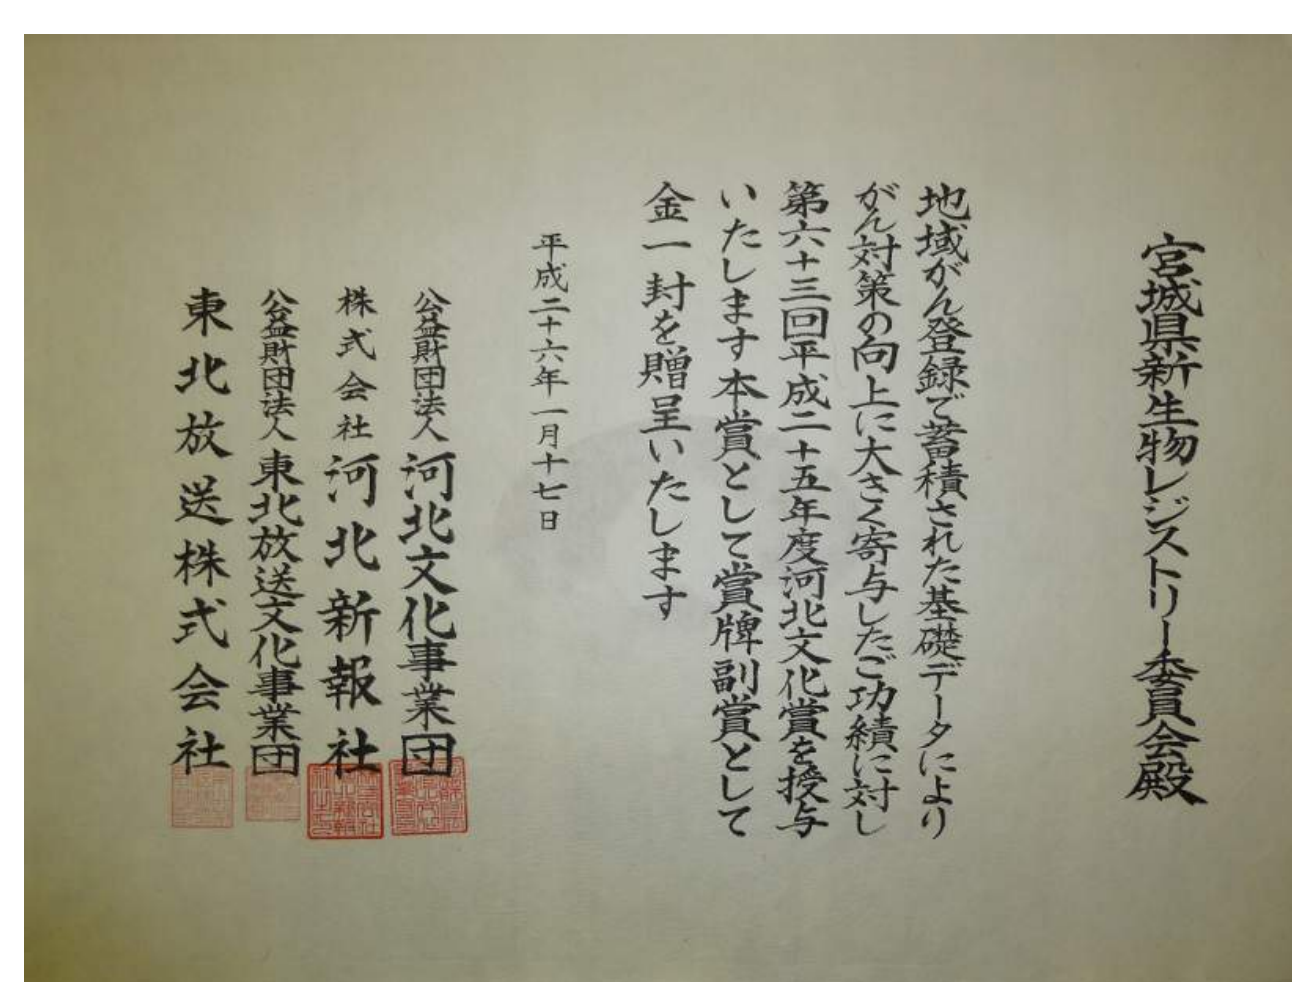 宮城県新生物レジストリー委員会殿
地域がん登録で蓄積された基礎データにより
がん対策の向上に大きく寄与したご功績に対し
第六十三回平成二十五年度河北文化賞を授与
いたします本賞として賞牌副賞として
金一封を贈呈いたします
平成二十六年一月十七日
公益財団法人河北文化事業団
株式会社河北新報社
公益財団法人東北放送文化事業団
東北放送株式会社